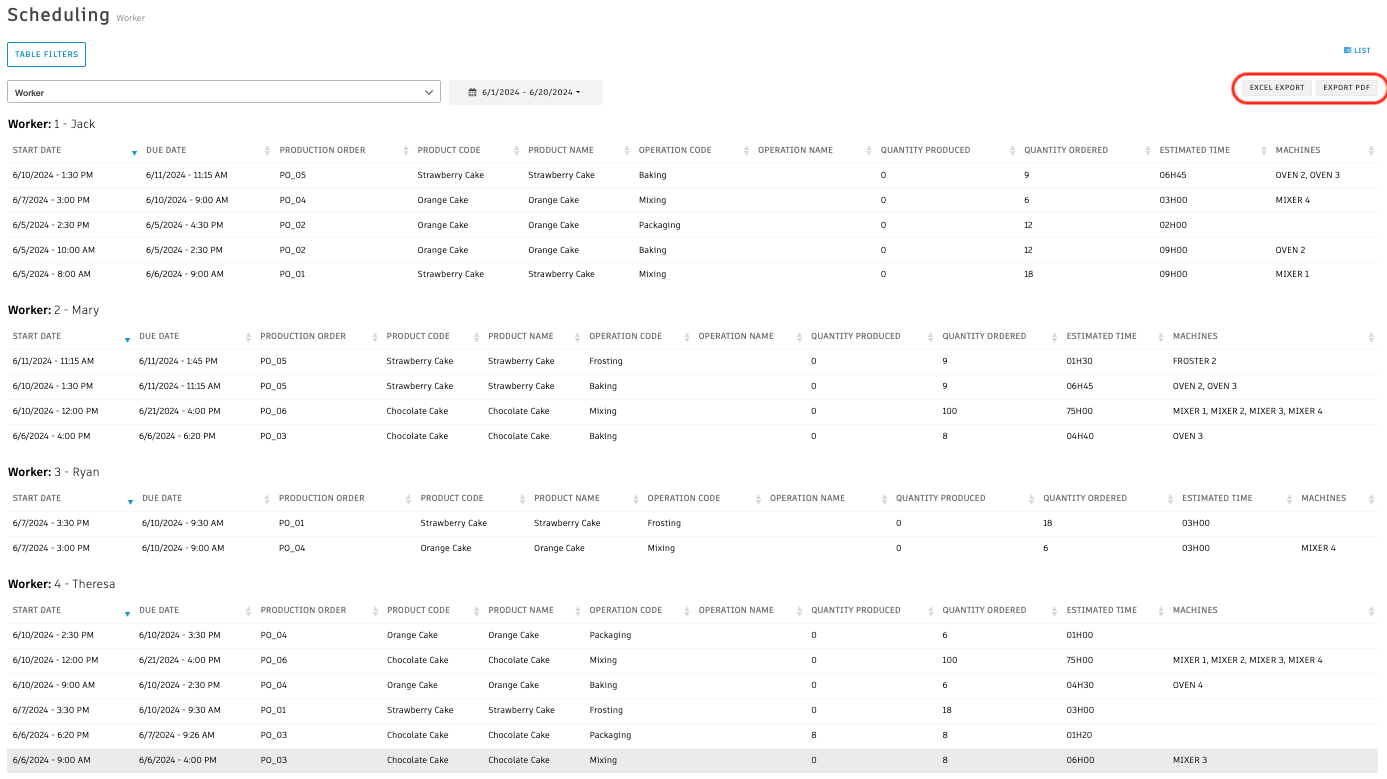 Scheduling Worker
TABLE FILTERS
LIST
Worker 6/1/2024 - 6/20/2024 EXCEL EXPORT EXPORT PDF
Worker: 1 - Jack
START DATE DUE DATE PRODUCTION ORDER PRODUCT CODE PRODUCT NAME OPERATION CODE OPERATION NAME QUANTITY PRODUCED QUANTITY ORDERED ESTIMATED TIME MACHINES
6/10/2024 - 1:30 PM 6/11/2024 - 11:15 AM PO_05 Strawberry Cake Strawberry Cake Baking 0 9 06H45 OVEN 2, OVEN 3
6/7/2024 - 3:00 PM 6/10/2024 - 9:00 AM PO_04 Orange Cake Orange Cake Mixing 0 6 03H00 MIXER 4
6/5/2024 - 2:30 PM 6/5/2024 - 4:30 PM PO_02 Orange Cake Orange Cake Packaging 0 12 02H00
6/5/2024 - 10:00 AM 6/5/2024 - 2:30 PM PO_02 Orange Cake Orange Cake Baking 0 12 09H00 OVEN 2
6/5/2024 - 8:00 AM 6/6/2024 - 9:00 AM PO_01 Strawberry Cake Strawberry Cake Mixing 0 18 09H00 MIXER 1
Worker: 2 - Mary
START DATE DUE DATE PRODUCTION ORDER PRODUCT CODE PRODUCT NAME OPERATION CODE OPERATION NAME QUANTITY PRODUCED QUANTITY ORDERED ESTIMATED TIME MACHINES
6/11/2024 - 11:15 AM 6/11/2024 - 1:45 PM PO_05 Strawberry Cake Strawberry Cake Frosting 0 9 01H30 FROSTER 2
6/10/2024 - 1:30 PM 6/11/2024 - 11:15 AM PO_05 Strawberry Cake Strawberry Cake Baking 0 9 06H45 OVEN 2, OVEN 3
6/10/2024 - 12:00 PM 6/21/2024 - 4:00 PM PO_06 Chocolate Cake Chocolate Cake Mixing 0 100 75H00 MIXER 1, MIXER 2, MIXER 3, MIXER 4
6/6/2024 - 4:00 PM 6/6/2024 - 6:20 PM PO_03 Chocolate Cake Chocolate Cake Baking 0 8 04H40 OVEN 3
Worker: 3 - Ryan
START DATE DUE DATE PRODUCTION ORDER PRODUCT CODE PRODUCT NAME OPERATION CODE OPERATION NAME QUANTITY PRODUCED QUANTITY ORDERED ESTIMATED TIME MACHINES
6/7/2024 - 3:30 PM 6/10/2024 - 9:30 AM PO_01 Strawberry Cake Strawberry Cake Frosting 0 18 03H00
6/7/2024 - 3:00 PM 6/10/2024 - 9:00 AM PO_04 Orange Cake Orange Cake Mixing 0 6 03H00 MIXER 4
Worker: 4 - Theresa
START DATE DUE DATE PRODUCTION ORDER PRODUCT CODE PRODUCT NAME OPERATION CODE OPERATION NAME QUANTITY PRODUCED QUANTITY ORDERED ESTIMATED TIME MACHINES
6/10/2024 - 2:30 PM 6/10/2024 - 3:30 PM PO_04 Orange Cake Orange Cake Packaging 0 6 01H00
6/10/2024 - 12:00 PM 6/21/2024 - 4:00 PM PO_06 Chocolate Cake Chocolate Cake Mixing 0 100 75H00 MIXER 1, MIXER 2, MIXER 3, MIXER 4
6/10/2024 - 9:00 AM 6/10/2024 - 2:30 PM PO_04 Orange Cake Orange Cake Baking 0 6 04H30 OVEN 4
6/7/2024 - 3:30 PM 6/10/2024 - 9:30 AM PO_01 Strawberry Cake Strawberry Cake Frosting 0 18 03H00
6/6/2024 - 6:20 PM 6/7/2024 - 9:26 AM PO_03 Chocolate Cake Chocolate Cake Packaging 8 8 01H20
6/6/2024 - 9:00 AM 6/6/2024 - 4:00 PM PO_03 Chocolate Cake Chocolate Cake Mixing 0 8 06H00 MIXER 3